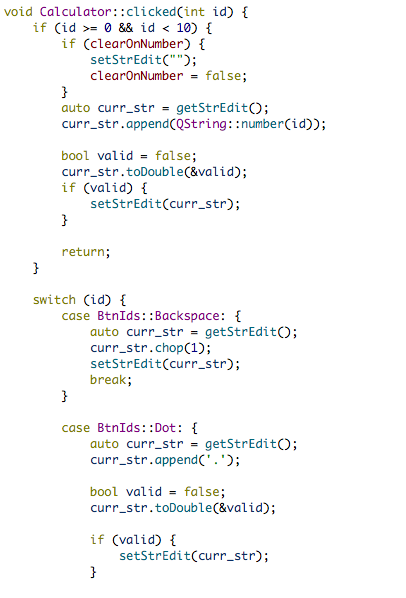 void Calculator::clicked(int id) {
    if (id >= 0 && id < 10) {
        if (clearOnNumber) {
            setStrEdit("");
            clearOnNumber = false;
        }
        auto curr_str = getStrEdit();
        curr_str.append(QString::number(id));

        bool valid = false;
        curr_str.toDouble(&valid);
        if (valid) {
            setStrEdit(curr_str);
        }

        return;
    }

    switch (id) {
        case BtnIds::Backspace: {
            auto curr_str = getStrEdit();
            curr_str.chop(1);
            setStrEdit(curr_str);
            break;
        }

        case BtnIds::Dot: {
            auto curr_str = getStrEdit();
            curr_str.append('.');

            bool valid = false;
            curr_str.toDouble(&valid);

            if (valid) {
                setStrEdit(curr_str);
            }